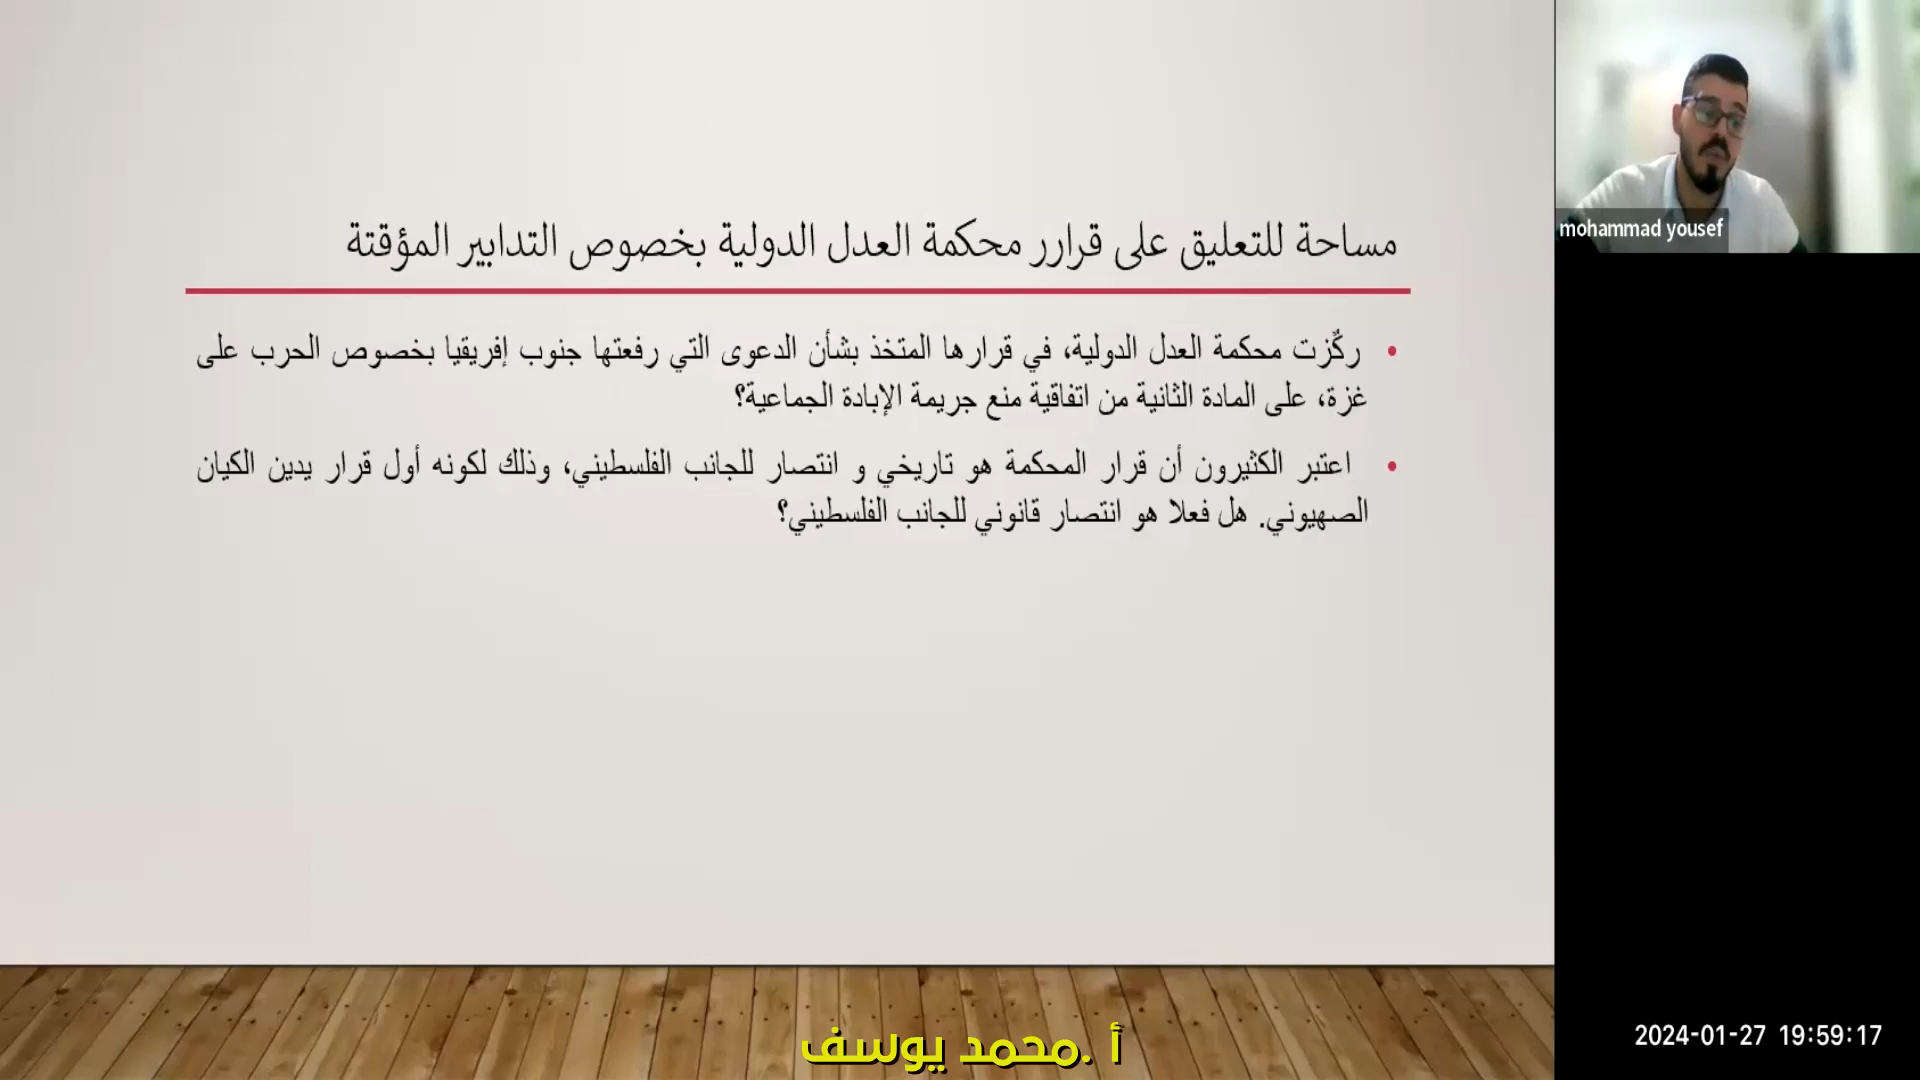 مساحة للتعليق على قرارر محكمة العدل الدولية بخصوص التدابير المؤقتة
• ركّزت محكمة العدل الدولية، في قرارها المتخذ بشأن الدعوى التي رفعتها جنوب إفريقيا بخصوص الحرب على
غزة، على المادة الثانية من اتفاقية منع جريمة الإبادة الجماعية؟
• اعتبر الكثيرون أن قرار المحكمة هو تاريخي و انتصار للجانب الفلسطيني، وذلك لكونه أول قرار يدين الكيان
الصهيوني. هل فعلا هو انتصار قانوني للجانب الفلسطيني؟
mohammad yousef
أ .محمد يوسف
2024-01-27 19:59:17